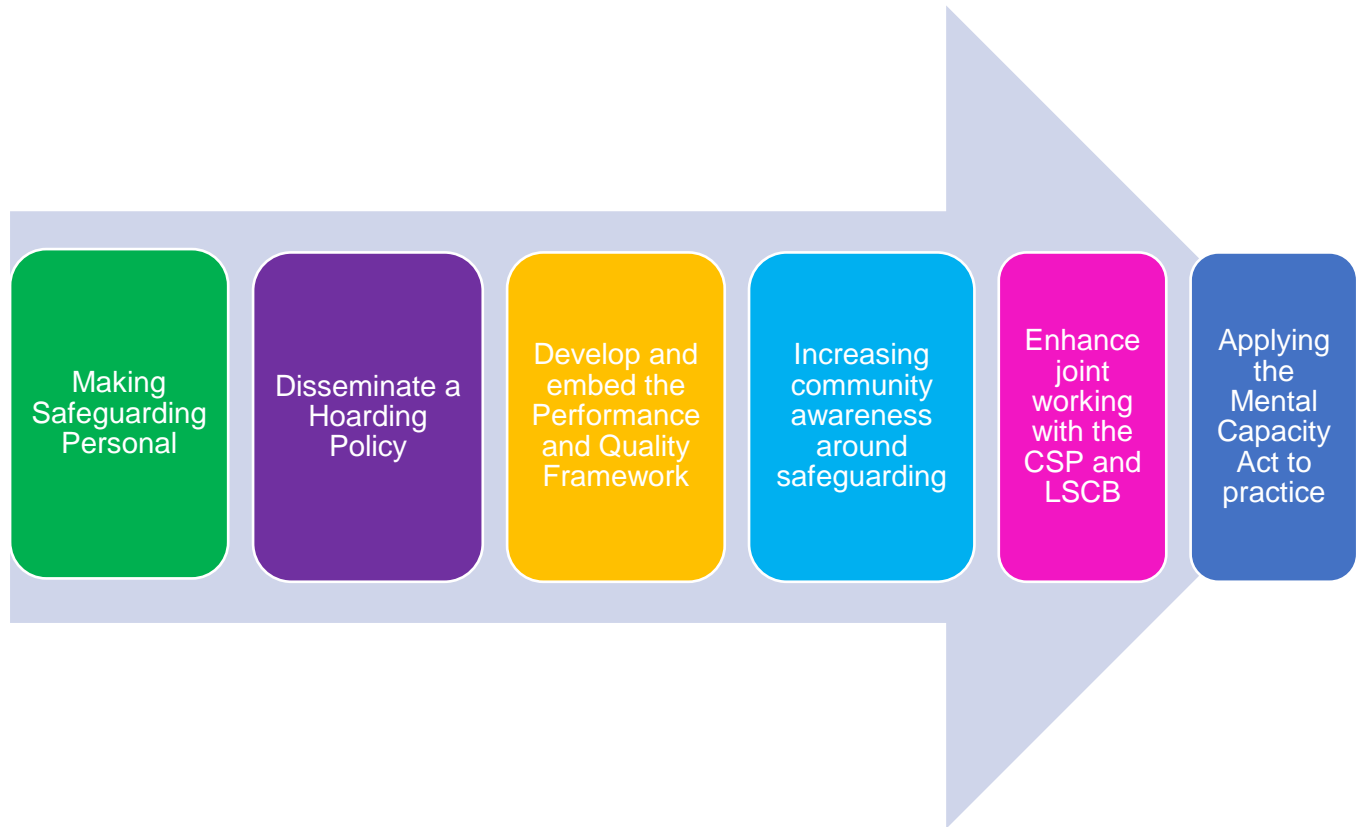 Making
Safeguarding
Personal
Disseminate a
Hoarding
Policy
Develop and
embed the
Performance
and Quality
Framework
Increasing
community
awareness
around
safeguarding
Enhance
joint
working
with the
CSP and
LSCB
Applying
the
Mental
Capacity
Act to
practice